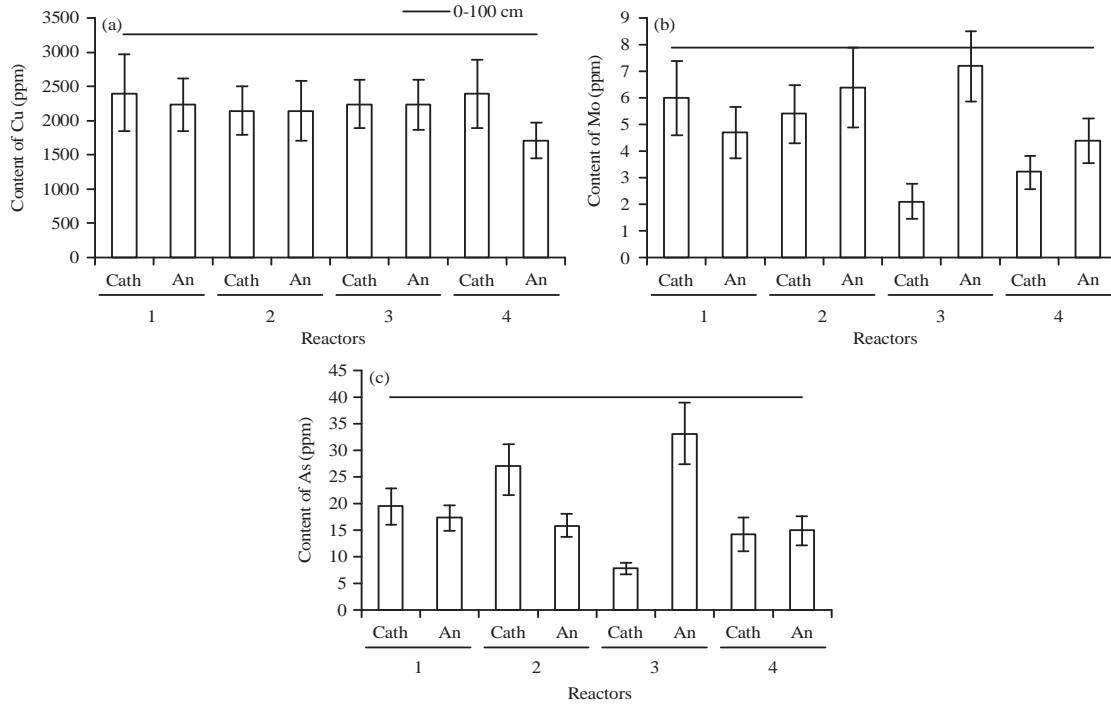 0-100 cm
(a)
Content of Cu (ppm)
3500
3000
2500
2000
1500
1000
500
0
Cath An Cath An Cath An Cath An
1 2 3 4
Reactors
(b)
Content of Mo (ppm)
9
8
7
6
5
4
3
2
1
0
Cath An Cath An Cath An Cath An
1 2 3 4
Reactors
(c)
Content of As (ppm)
45
40
35
30
25
20
15
10
5
0
Cath An Cath An Cath An Cath An
1 2 3 4
Reactors